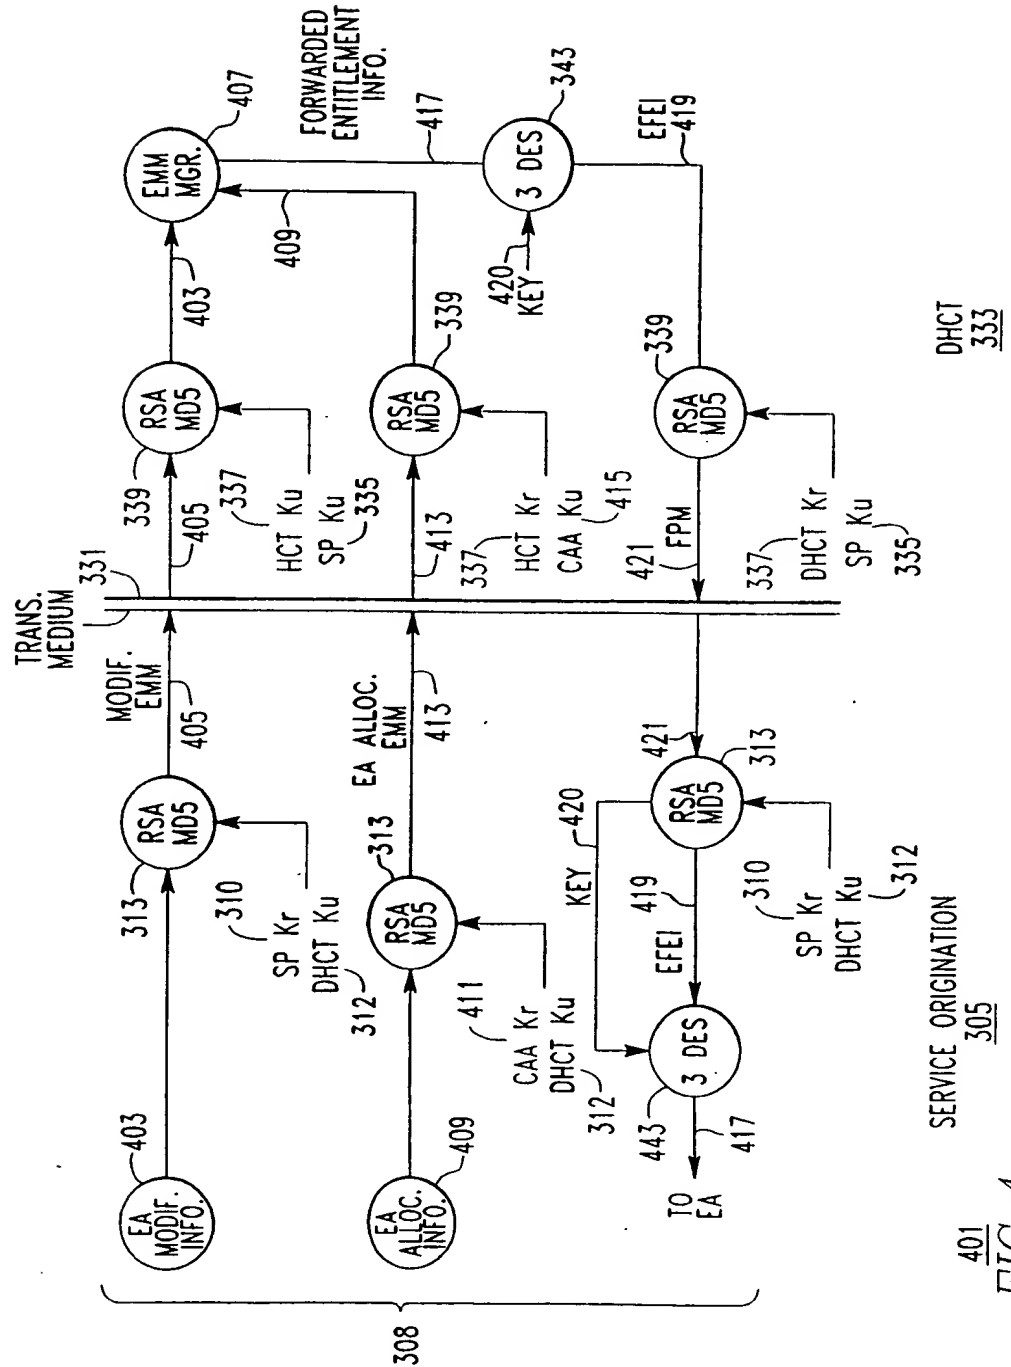 308
EA
MODIF.
INFO.
403
313
RSA
MD5
310
SP Kr
DHCT Ku
312
MODIF.
EMM
405
TRANS.
MEDIUM
331
405
339
RSA
MD5
337
HCT Ku
SP Ku
335
403
EMM
MGR.
407
EA
ALLOC.
INFO.
409
313
RSA
MD5
411
CAA Kr
DHCT Ku
312
EA ALLOC.
EMM
413
413
339
RSA
MD5
337
HCT Kr
CAA Ku
415
409
FORWARDED
ENTITLEMENT
INFO.
417
3 DES
343
420
KEY
EFEI
419
339
RSA
MD5
337
DHCT Kr
SP Ku
335
FPM
421
421
313
RSA
MD5
310
SP Kr
DHCT Ku
312
KEY
420
EFEI
419
3 DES
443
417
TO
EA
SERVICE ORIGINATION
305
DHCT
333
401